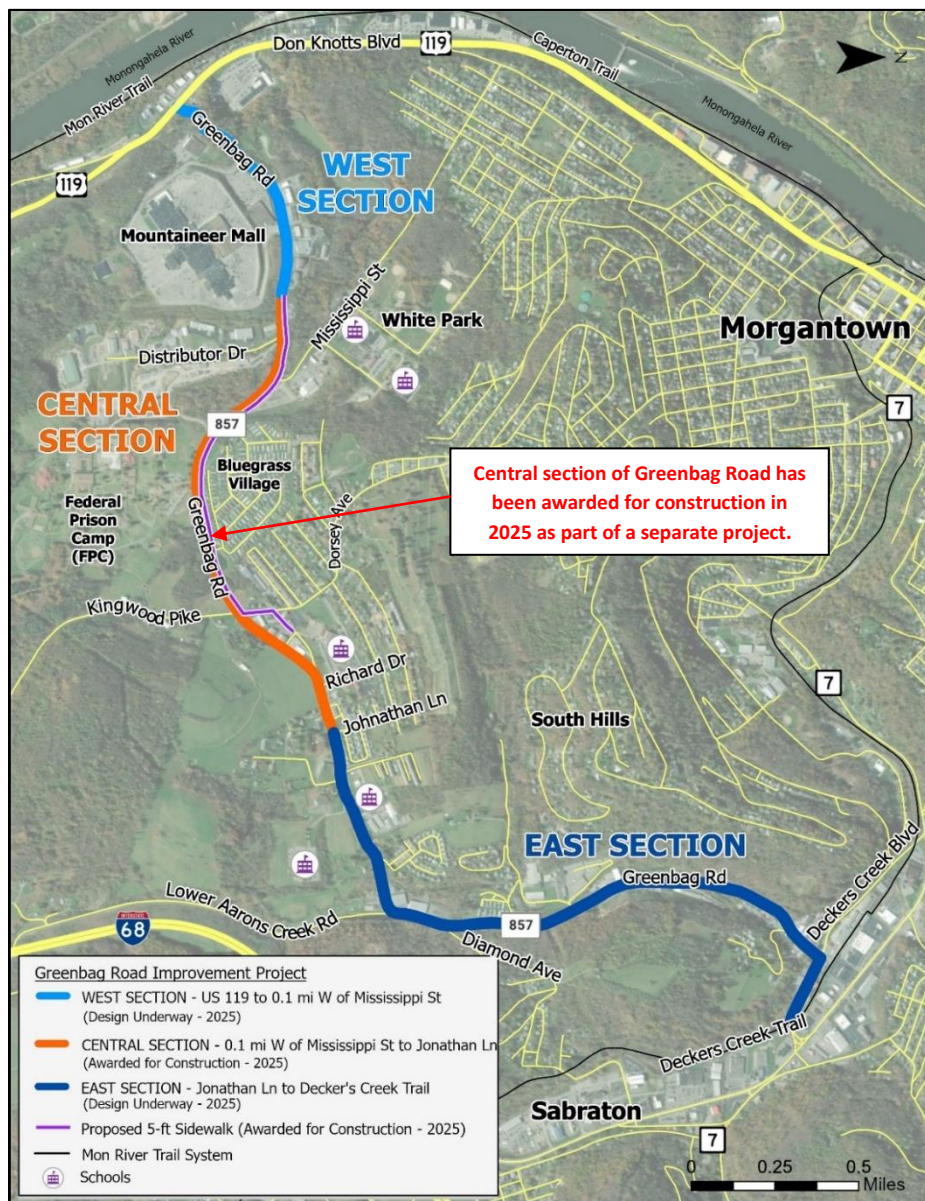 Don Knotts Blvd
119
Monongahela River
Mon River Trail
Caperton Trail
N
Monongahela River
Greenbag Rd
WEST
SECTION
119
Mountaineer Mall
Mississippi St
White Park
Morgantown
Distributor Dr
7
CENTRAL
SECTION
857
Bluegrass
Village
Central section of Greenbag Road has
been awarded for construction in
2025 as part of a separate project.
Federal
Prison
Camp
(FPC)
Greenbag Rd
Dorsey Ave
Kingwood Pike
Richard Dr
7
Johnathan Ln
South Hills
EAST SECTION
Greenbag Rd
Deckers Creek Blvd
Lower Aarons Creek Rd
INTERSTATE
68
857
Diamond Ave
Deckers Creek Trail
Sabraton
7
Greenbag Road Improvement Project
WEST SECTION - US 119 to 0.1 mi W of Mississippi St
(Design Underway - 2025)
CENTRAL SECTION - 0.1 mi W of Mississippi St to Jonathan Ln
(Awarded for Construction - 2025)
EAST SECTION - Jonathan Ln to Decker's Creek Trail
(Design Underway - 2025)
Proposed 5-ft Sidewalk (Awarded for Construction - 2025)
Mon River Trail System
Schools
0 0.25 0.5
Miles